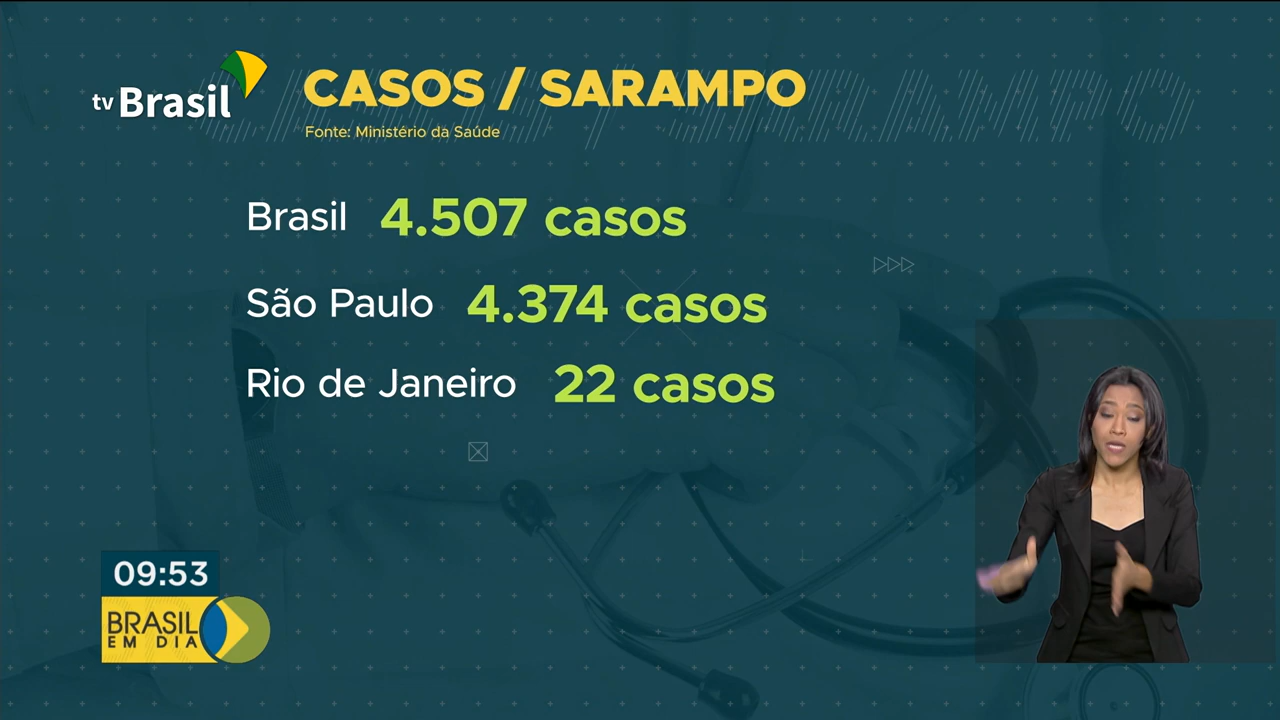 tv Brasil
CASOS / SARAMPO
Fonte: Ministério da Saúde
Brasil 4.507 casos
São Paulo 4.374 casos
Rio de Janeiro 22 casos
09:53
BRASIL
EM DIA